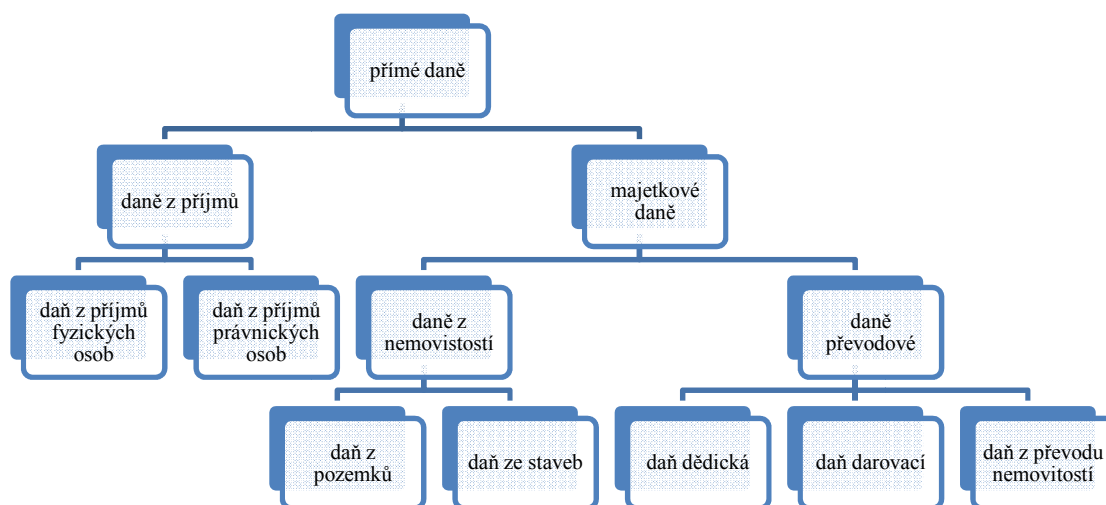 přímé daně
daně z příjmů
majetkové
daně
daň z příjmů
fyzických
osob
daň z příjmů
právnických
osob
daně z
nemovistostí
daně
převodové
daň z
pozemků
daň ze staveb
daň dědická
daň darovací
daň z převodu
nemovitostí